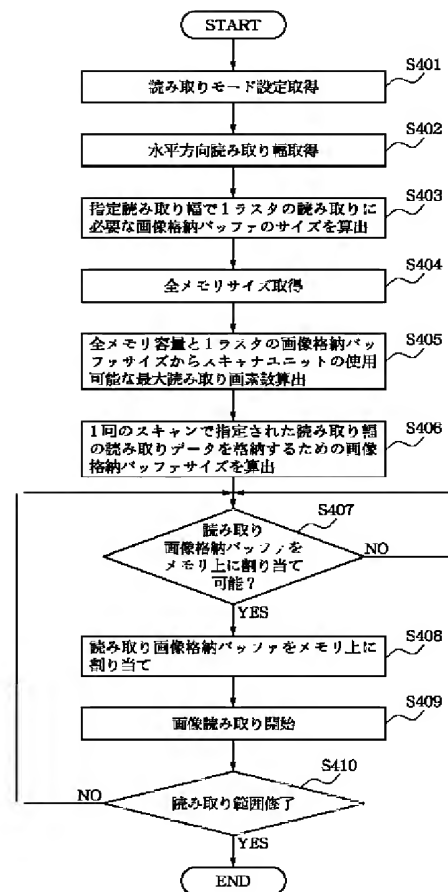 START
S401
読み取りモード設定取得
S402
水平方向読み取り幅取得
S403
指定読み取り幅で1ラスタの読み取りに
必要な画像格納バッファのサイズを算出
S404
全メモリサイズ取得
S405
全メモリ容量と1ラスタの画像格納バッ
ファサイズからスキャナユニットの使用
可能な最大読み取り画素数算出
S406
1回のスキャンで指定された読み取り幅
の読み取りデータを格納するための画像
格納バッファサイズを算出
S407
読み取り
画像格納バッファを
メモリ上に割り当て
可能?
NO
YES
S408
読み取り画像格納バッファをメモリ上に
割り当て
S409
画像読み取り開始
S410
NO
読み取り範囲修了
YES
END